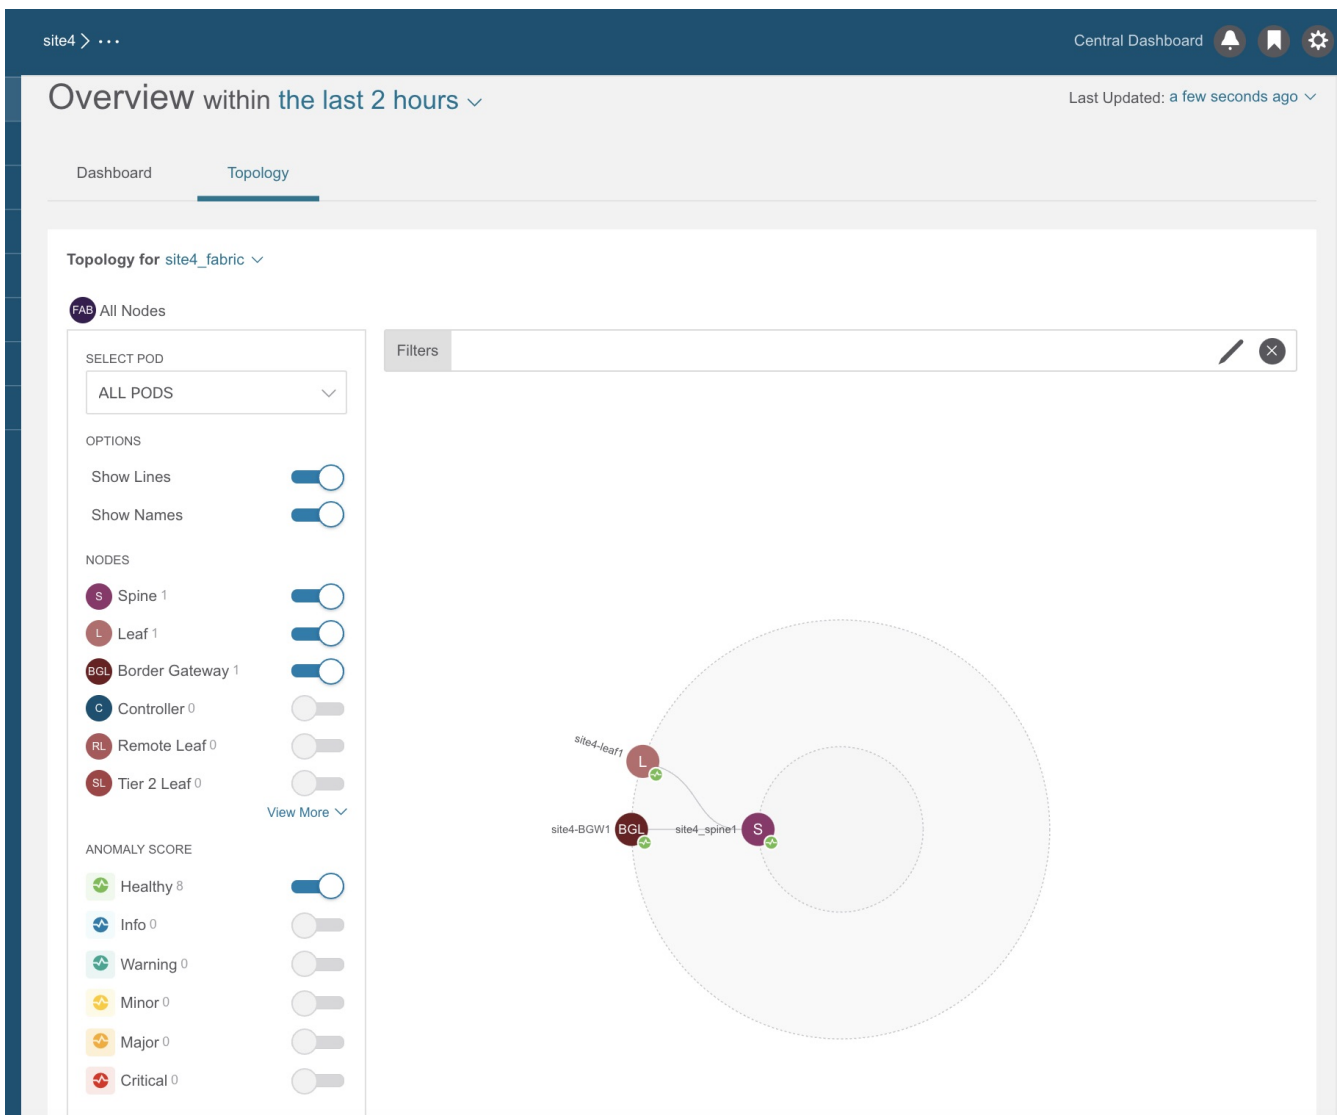 site4 > ...
Central Dashboard
Overview within the last 2 hours
Last Updated: a few seconds ago
Dashboard
Topology
Topology for site4_fabric
FAB All Nodes
SELECT POD
ALL PODS
OPTIONS
Show Lines
Show Names
NODES
S Spine 1
L Leaf 1
BGL Border Gateway 1
C Controller 0
RL Remote Leaf 0
SL Tier 2 Leaf 0
View More
ANOMALY SCORE
Healthy 8
Info 0
Warning 0
Minor 0
Major 0
Critical 0
Filters
site4-leaf1 L
site4-BGW1 BGL
site4_spine1 S